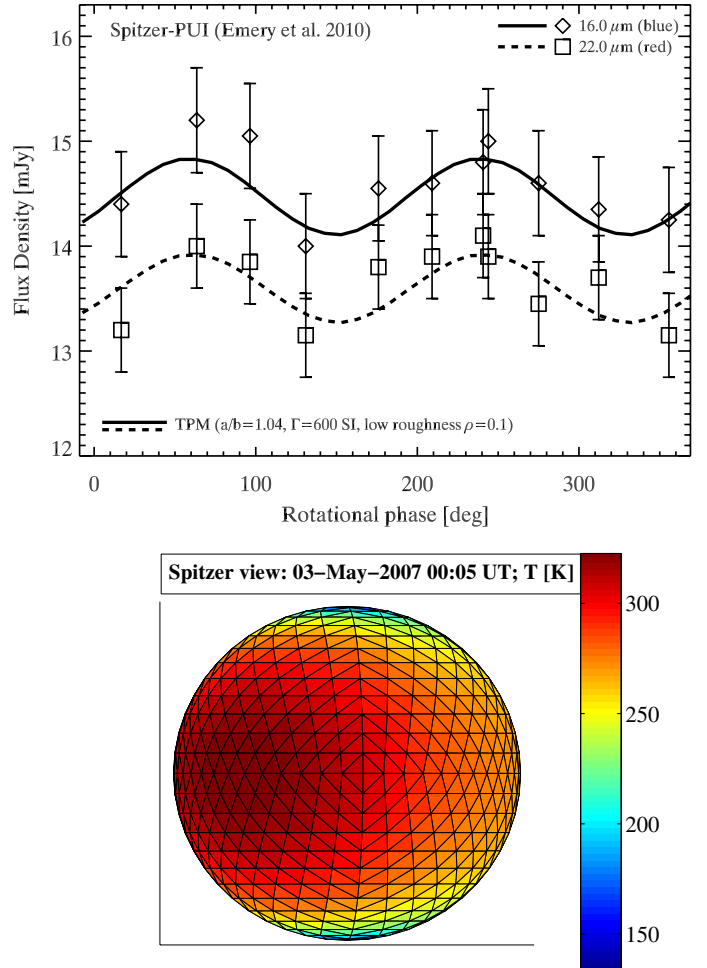 Spitzer-PUI (Emery et al. 2010)
16.0 μm (blue)
22.0 μm (red)
16
15
14
13
12
Flux Density [mJy]
TPM (a/b=1.04, Γ=600 SI, low roughness ρ=0.1)
0 100 200 300
Rotational phase [deg]
Spitzer view: 03−May−2007 00:05 UT; T [K]
300
250
200
150